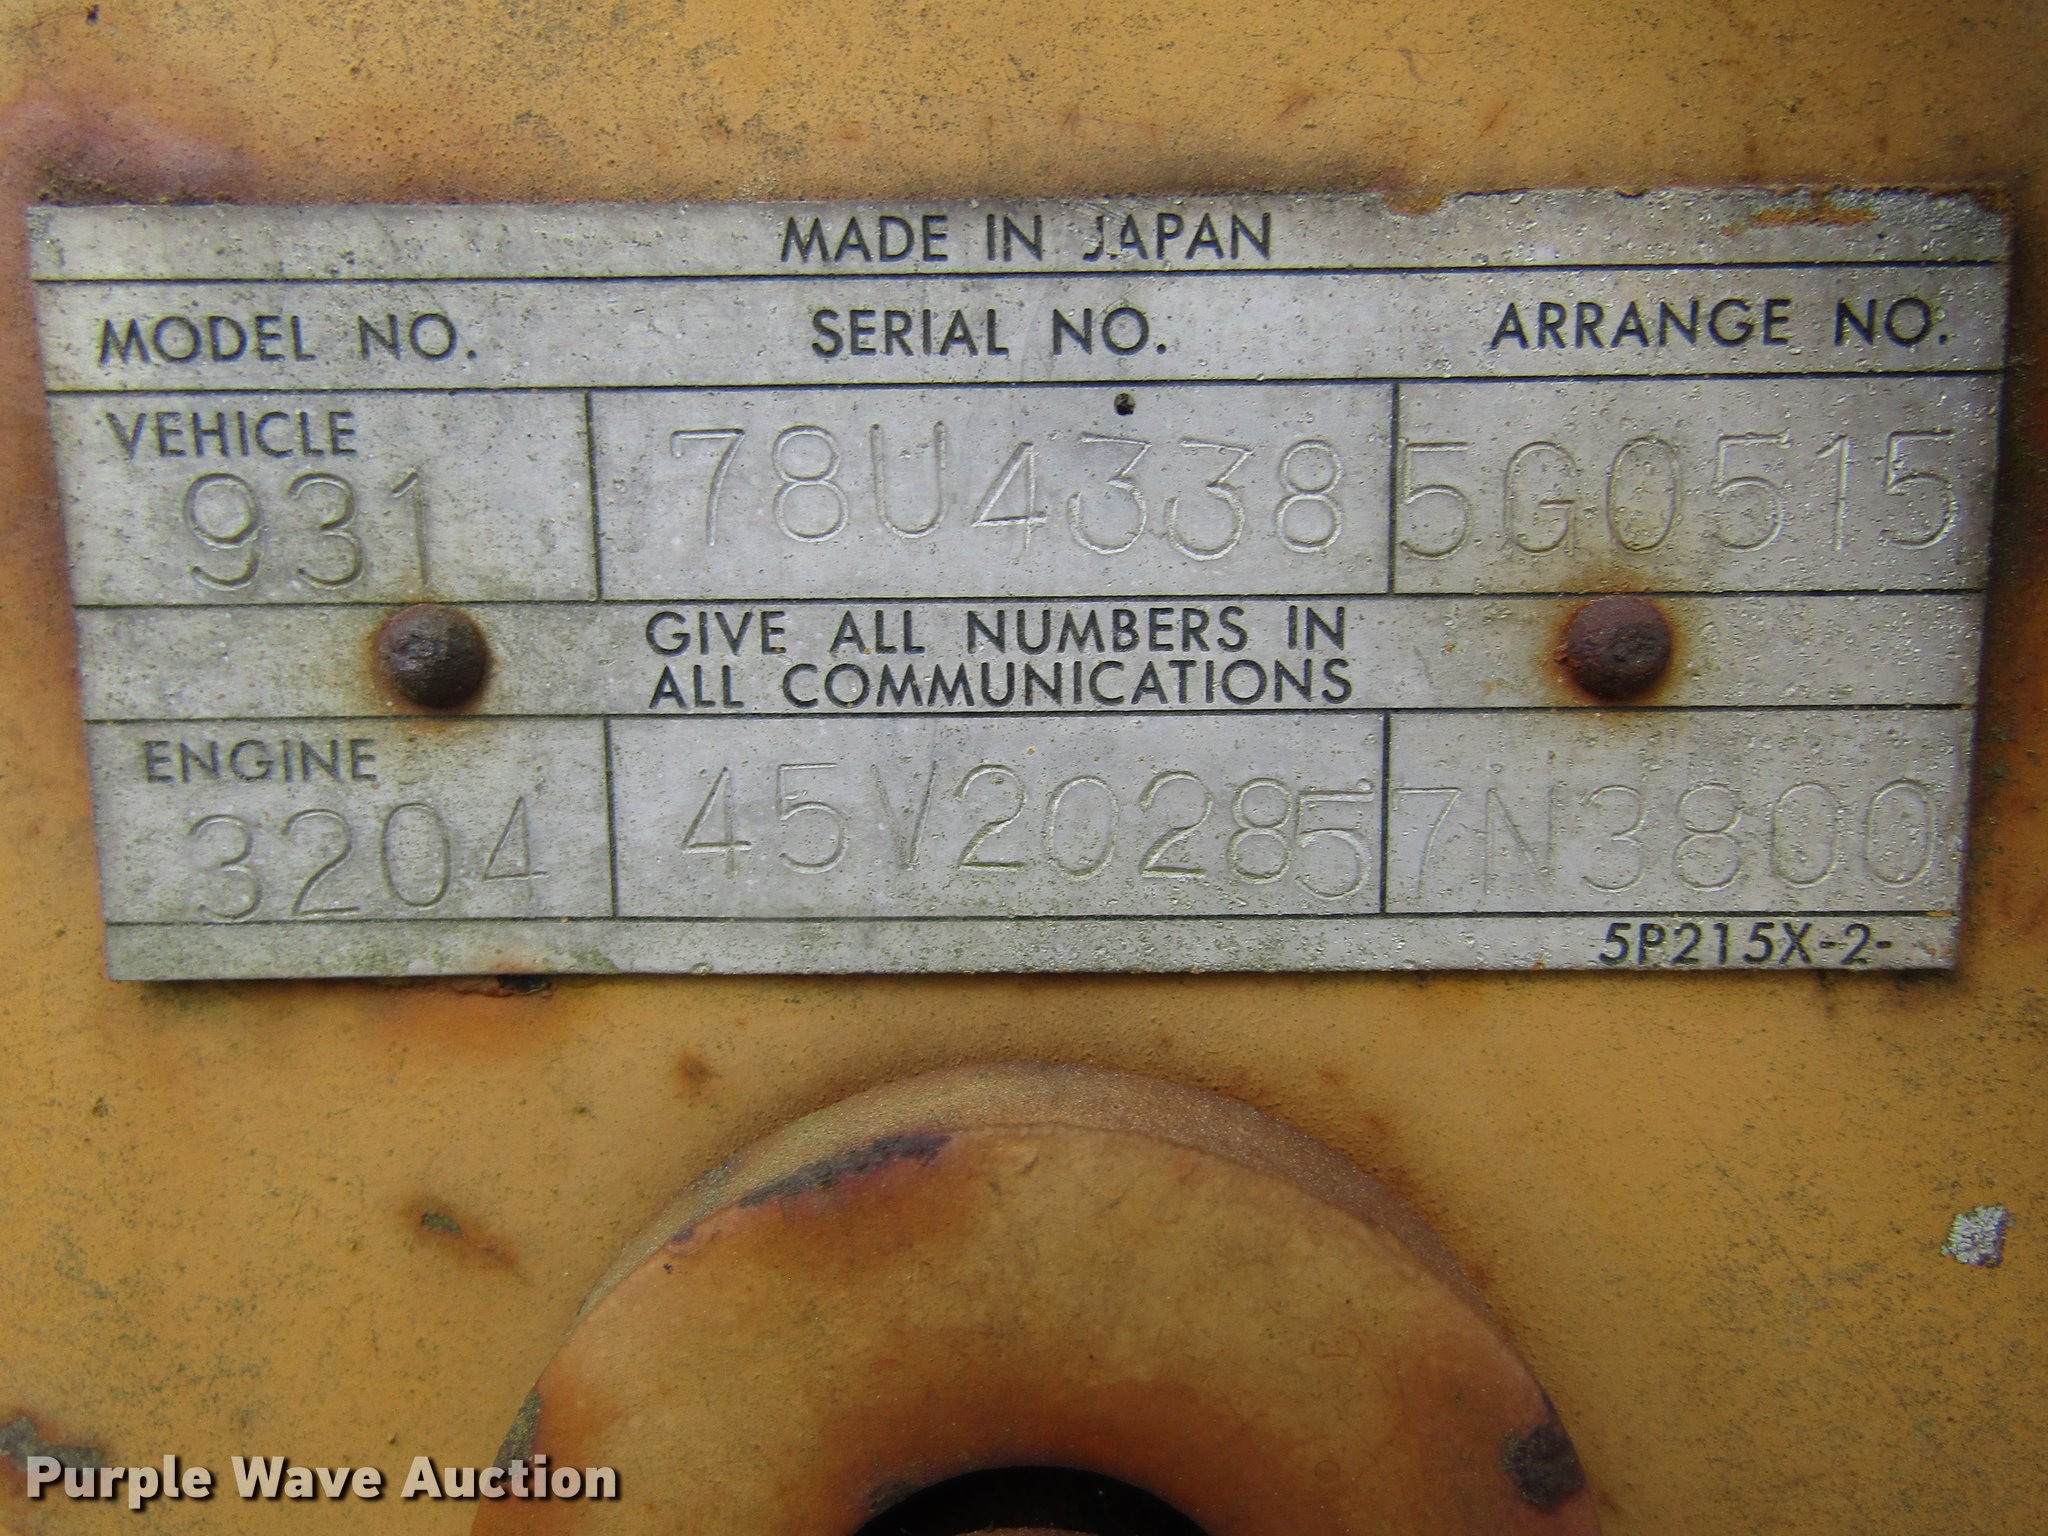 MADE IN JAPAN
MODEL NO. SERIAL NO. ARRANGE NO.
VEHICLE
931 78U4338 5G0515
GIVE ALL NUMBERS IN
ALL COMMUNICATIONS
ENGINE
3204 45V20285 7N3800
5P215X-2-
Purple Wave Auction